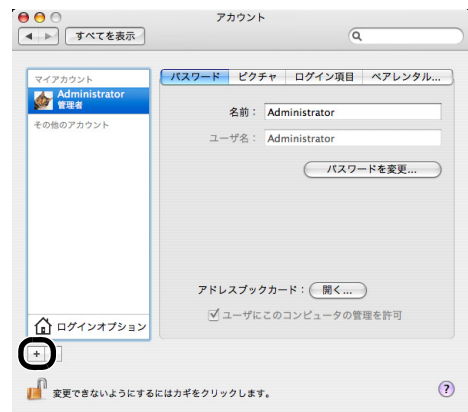 アカウント
すべてを表示
マイアカウント
Administrator
管理者
その他のアカウント
ログインオプション
+
パスワード ピクチャ ログイン項目 ペアレンタル...
名前： Administrator
ユーザ名： Administrator
パスワードを変更...
アドレスブックカード： 開く...
ユーザにこのコンピュータの管理を許可
変更できないようにするにはカギをクリックします。
?